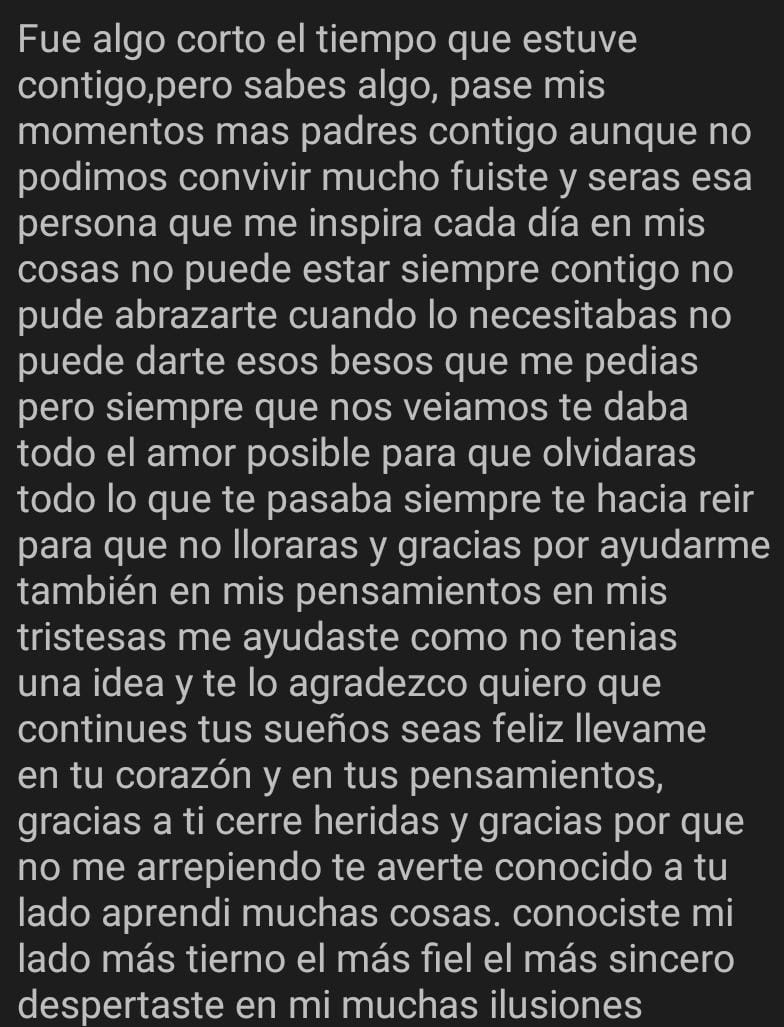 Fue algo corto el tiempo que estuve
contigo,pero sabes algo, pase mis
momentos mas padres contigo aunque no
podimos convivir mucho fuiste y seras esa
persona que me inspira cada día en mis
cosas no puede estar siempre contigo no
pude abrazarte cuando lo necesitabas no
puede darte esos besos que me pedias
pero siempre que nos veiamos te daba
todo el amor posible para que olvidaras
todo lo que te pasaba siempre te hacia reir
para que no lloraras y gracias por ayudarme
también en mis pensamientos en mis
tristesas me ayudaste como no tenias
una idea y te lo agradezco quiero que
continues tus sueños seas feliz llevame
en tu corazón y en tus pensamientos,
gracias a ti cerre heridas y gracias por que
no me arrepiendo te averte conocido a tu
lado aprendi muchas cosas. conociste mi
lado más tierno el más fiel el más sincero
despertaste en mi muchas ilusiones